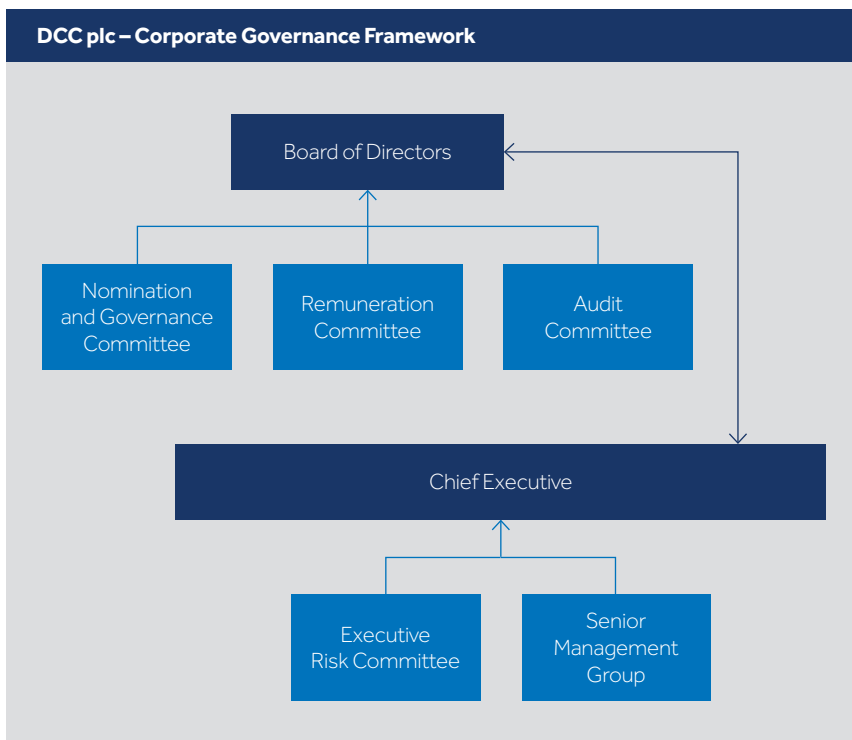 DCC plc – Corporate Governance Framework
Board of Directors
Nomination
and Governance
Committee
Remuneration
Committee
Audit
Committee
Chief Executive
Executive
Risk Committee
Senior
Management
Group